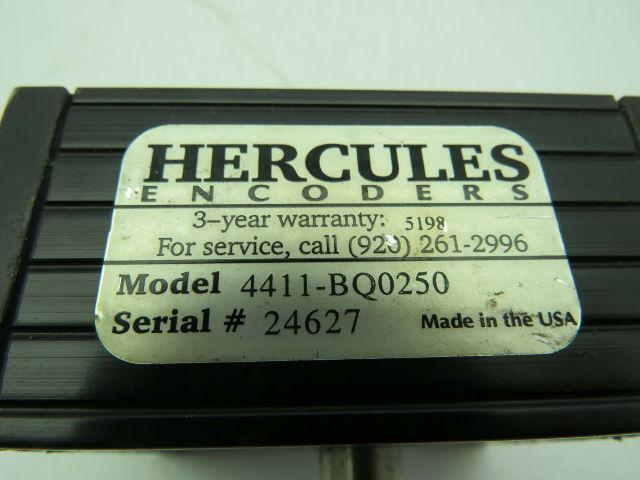 HERCULES
ENCODERS
3-year warranty: 5198
For service, call (920) 261-2996
Model 4411-BQ0250
Serial # 24627 Made in the USA